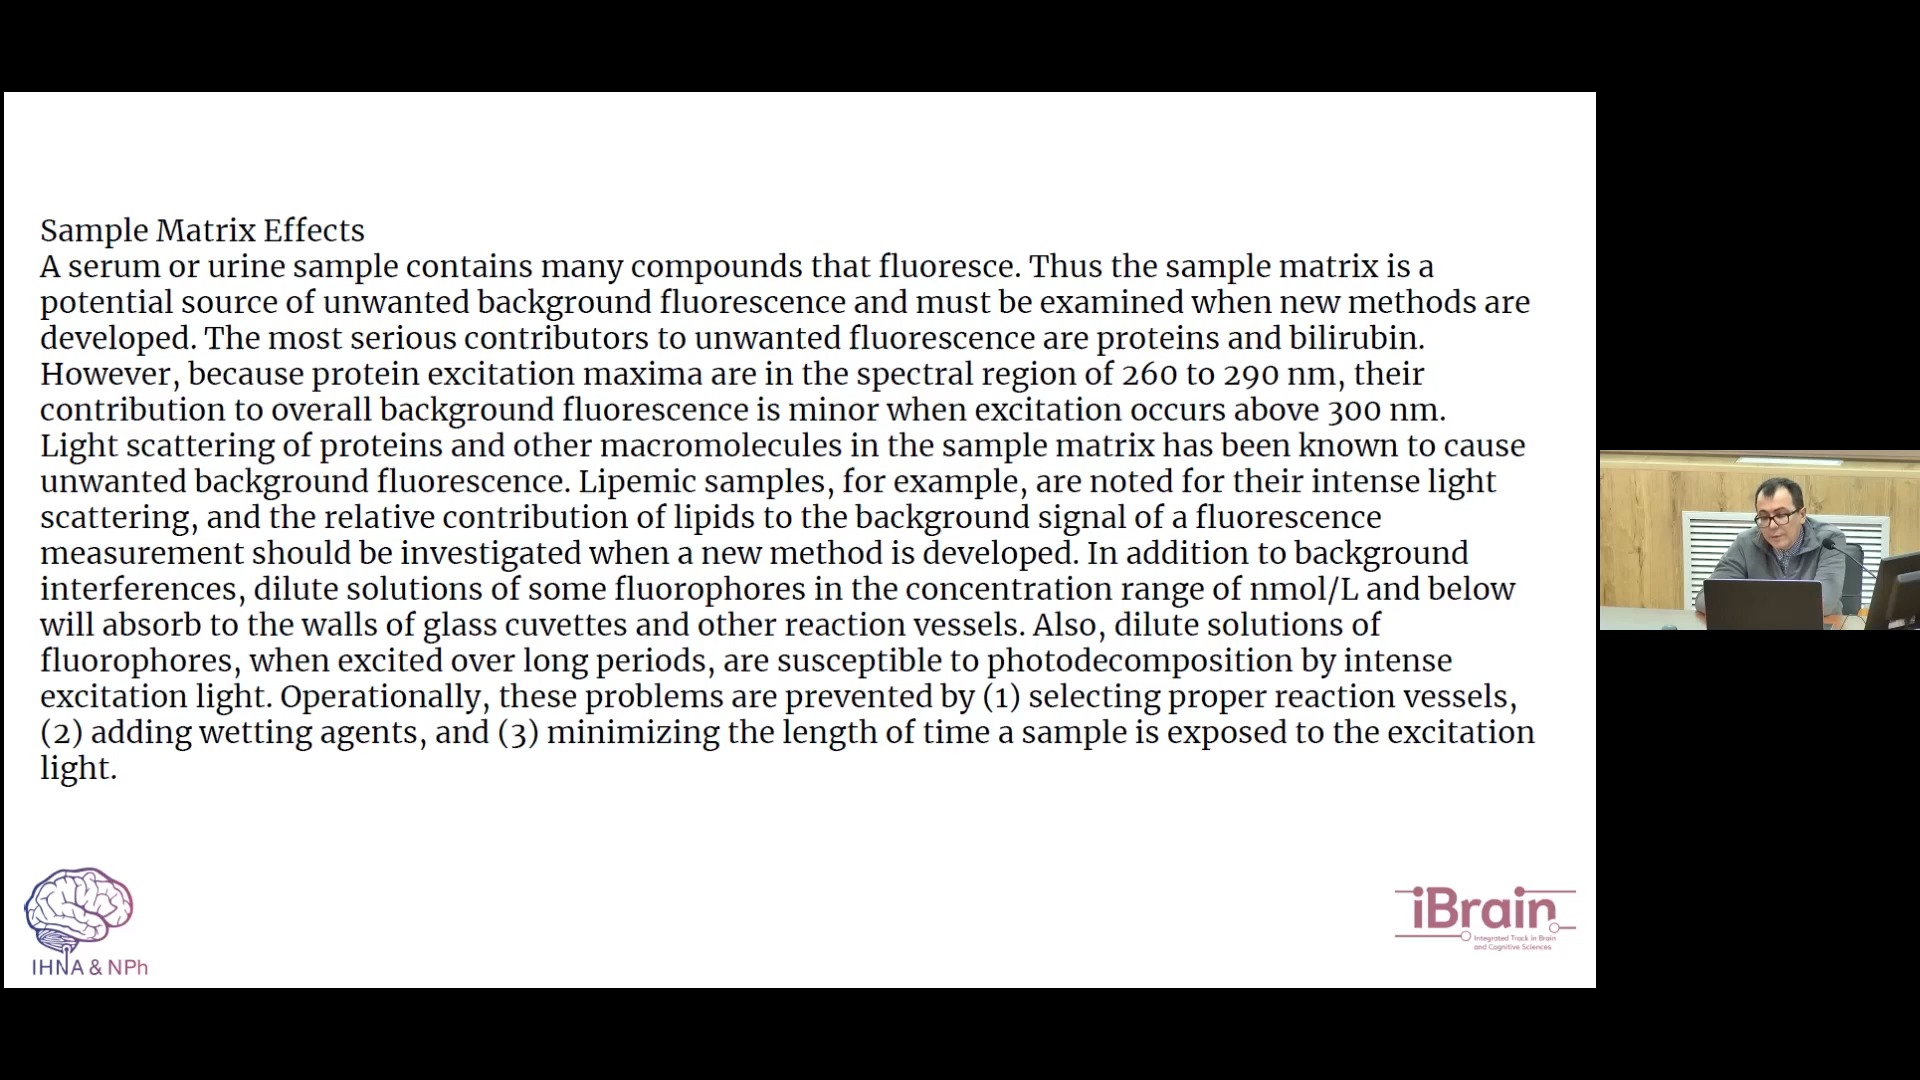 Sample Matrix Effects
A serum or urine sample contains many compounds that fluoresce. Thus the sample matrix is a
potential source of unwanted background fluorescence and must be examined when new methods are
developed. The most serious contributors to unwanted fluorescence are proteins and bilirubin.
However, because protein excitation maxima are in the spectral region of 260 to 290 nm, their
contribution to overall background fluorescence is minor when excitation occurs above 300 nm.
Light scattering of proteins and other macromolecules in the sample matrix has been known to cause
unwanted background fluorescence. Lipemic samples, for example, are noted for their intense light
scattering, and the relative contribution of lipids to the background signal of a fluorescence
measurement should be investigated when a new method is developed. In addition to background
interferences, dilute solutions of some fluorophores in the concentration range of nmol/L and below
will absorb to the walls of glass cuvettes and other reaction vessels. Also, dilute solutions of
fluorophores, when excited over long periods, are susceptible to photodecomposition by intense
excitation light. Operationally, these problems are prevented by (1) selecting proper reaction vessels,
(2) adding wetting agents, and (3) minimizing the length of time a sample is exposed to the excitation
light.
IHNA & NPh
iBrain
Integrated Track in Brain
and Cognitive Sciences